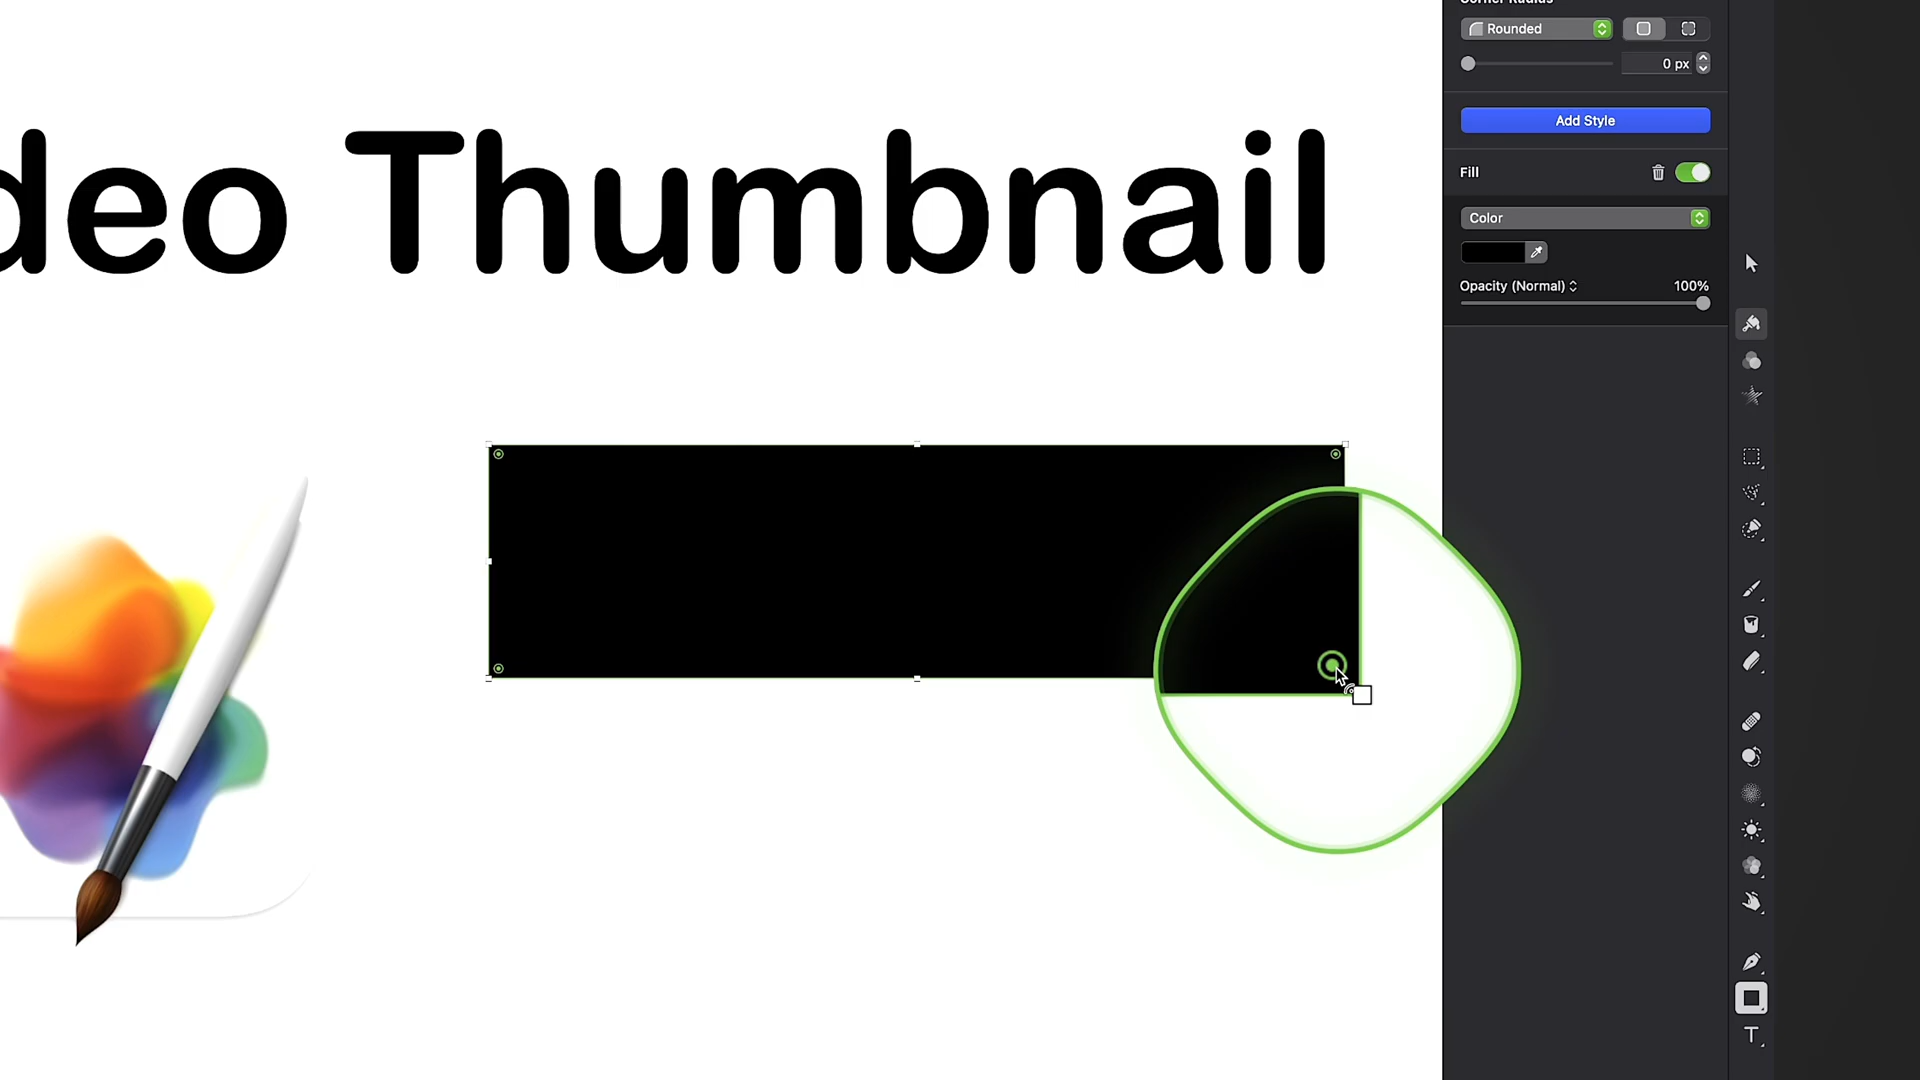 Rounded
0 px
Add Style
deo Thumbnail
Fill
Color
Opacity (Normal)
100%